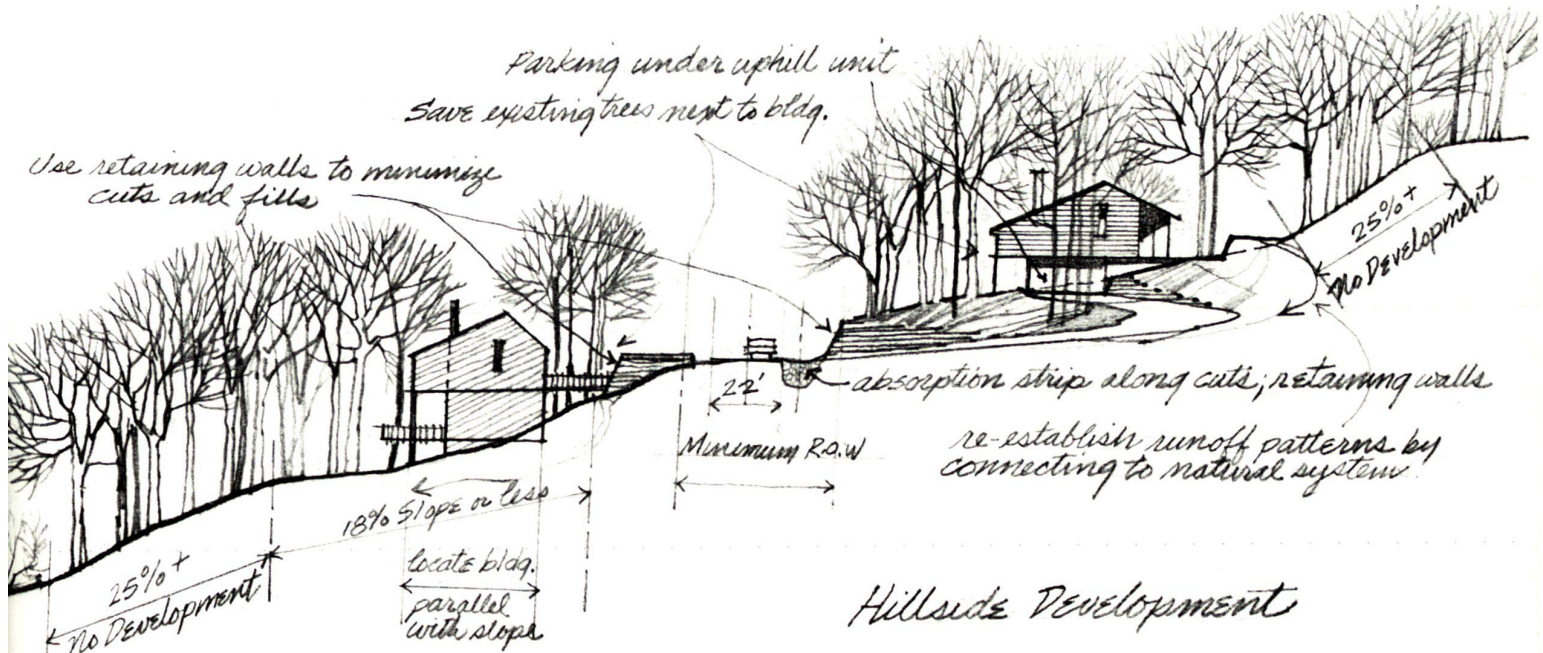 Parking under uphill unit
Save existing trees next to bldg.
Use retaining walls to minimize
cuts and fills
25%+
No Development
absorption strip along cuts; retaining walls
22'
Minimum R.O.W
re-establish runoff patterns by
connecting to natural system.
18% Slope or less
locate bldg.
parallel
with slope
25%+
No Development
Hillside Development